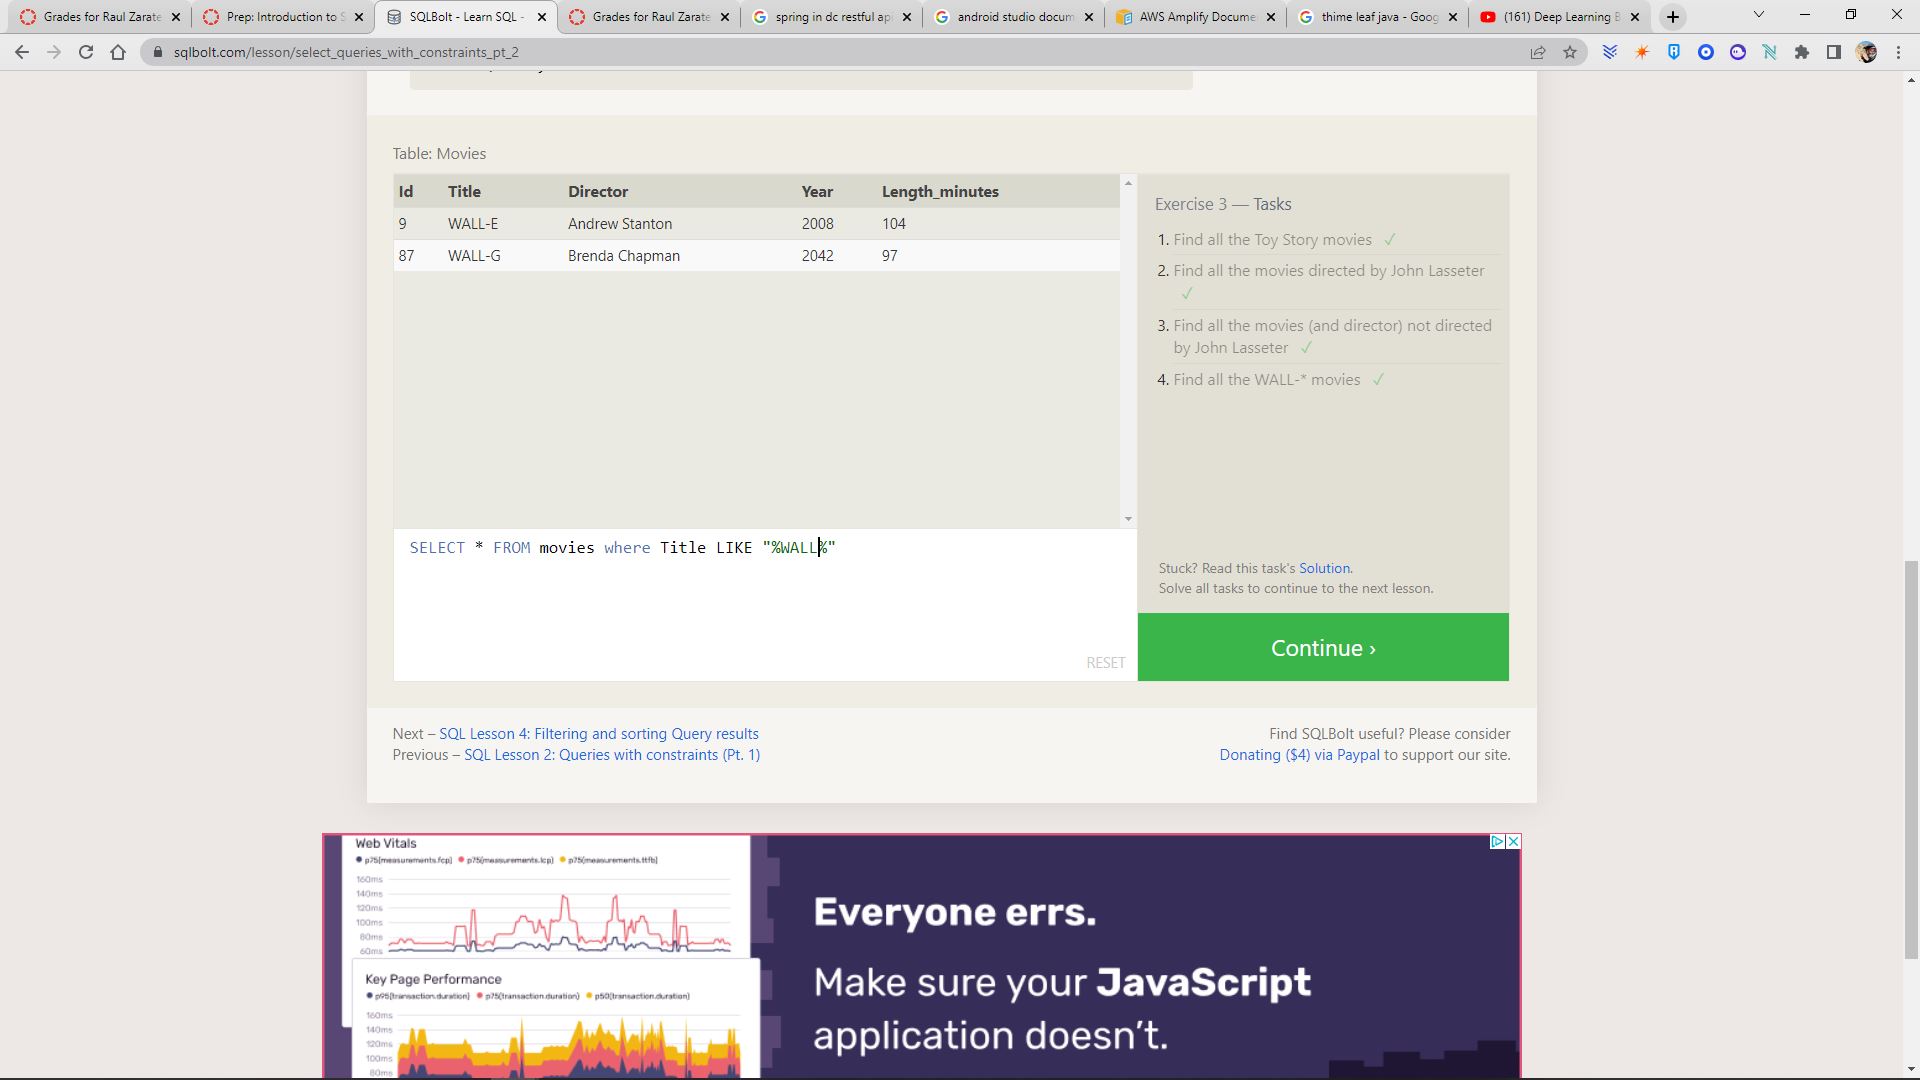 Grades for Raul Zarate
Prep: Introduction to S
SQLBolt - Learn SQL -
Grades for Raul Zarate
spring in dc restful api
android studio docum
AWS Amplify Docume
thime leaf java - Goog
(161) Deep Learning B
sqlbolt.com/lesson/select_queries_with_constraints_pt_2
Table: Movies
Id Title Director Year Length_minutes
9 WALL-E Andrew Stanton 2008 104
87 WALL-G Brenda Chapman 2042 97
Exercise 3 — Tasks
1. Find all the Toy Story movies ✓
2. Find all the movies directed by John Lasseter
✓
3. Find all the movies (and director) not directed
by John Lasseter ✓
4. Find all the WALL-* movies ✓
SELECT * FROM movies where Title LIKE "%WALL%"
RESET
Stuck? Read this task's Solution.
Solve all tasks to continue to the next lesson.
Continue ›
Next – SQL Lesson 4: Filtering and sorting Query results
Previous – SQL Lesson 2: Queries with constraints (Pt. 1)
Find SQLBolt useful? Please consider
Donating ($4) via Paypal to support our site.
Web Vitals
p75(measurements.fcp) p75(measurements.lcp) p75(measurements.ttfb)
160ms
140ms
120ms
100ms
80ms
60ms
Key Page Performance
p95(transaction.duration) p75(transaction.duration) p50(transaction.duration)
160ms
140ms
120ms
100ms
80ms
Everyone errs.
Make sure your JavaScript
application doesn't.